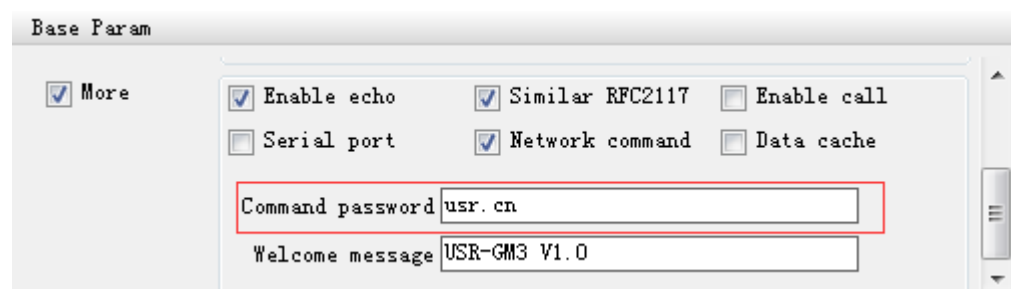 Base Param
More
Enable echo Similar RFC2117 Enable call
Serial port Network command Data cache
Command password usr.cn
Welcome message USR-GM3 V1.0